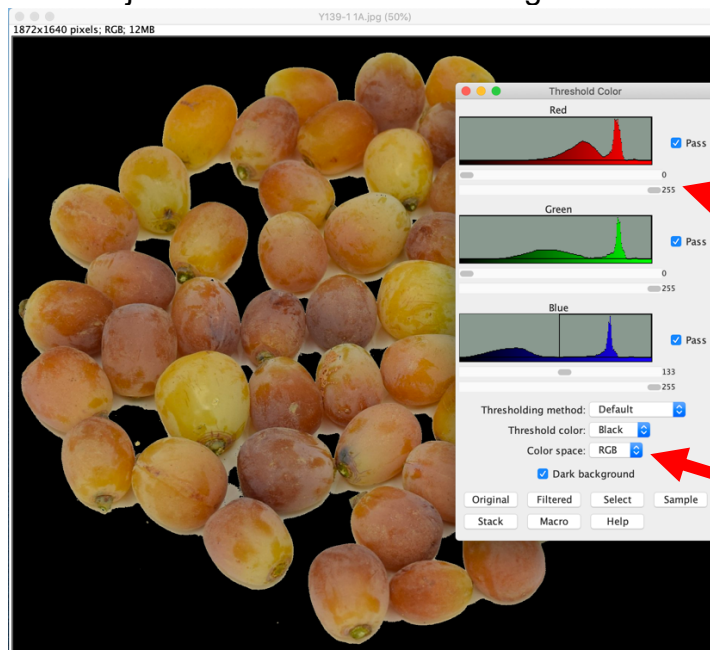 Y139-1 1A.jpg (50%)
1872x1640 pixels; RGB; 12MB
Threshold Color
Red
Pass
0
255
Green
Pass
0
255
Blue
Pass
133
255
Thresholding method: Default
Threshold color: Black
Color space: RGB
Dark background
Original Filtered Select Sample
Stack Macro Help